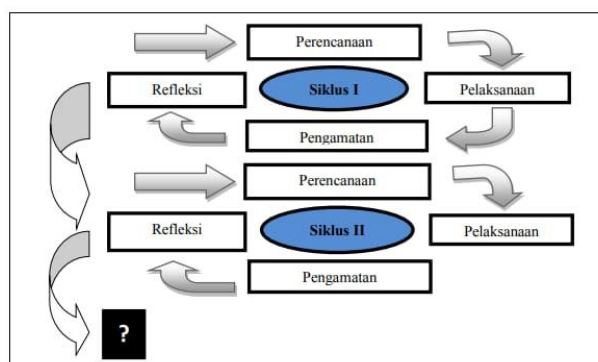 Perencanaan
Refleksi
Siklus I
Pelaksanaan
Pengamatan
Perencanaan
Refleksi
Siklus II
Pelaksanaan
Pengamatan
?